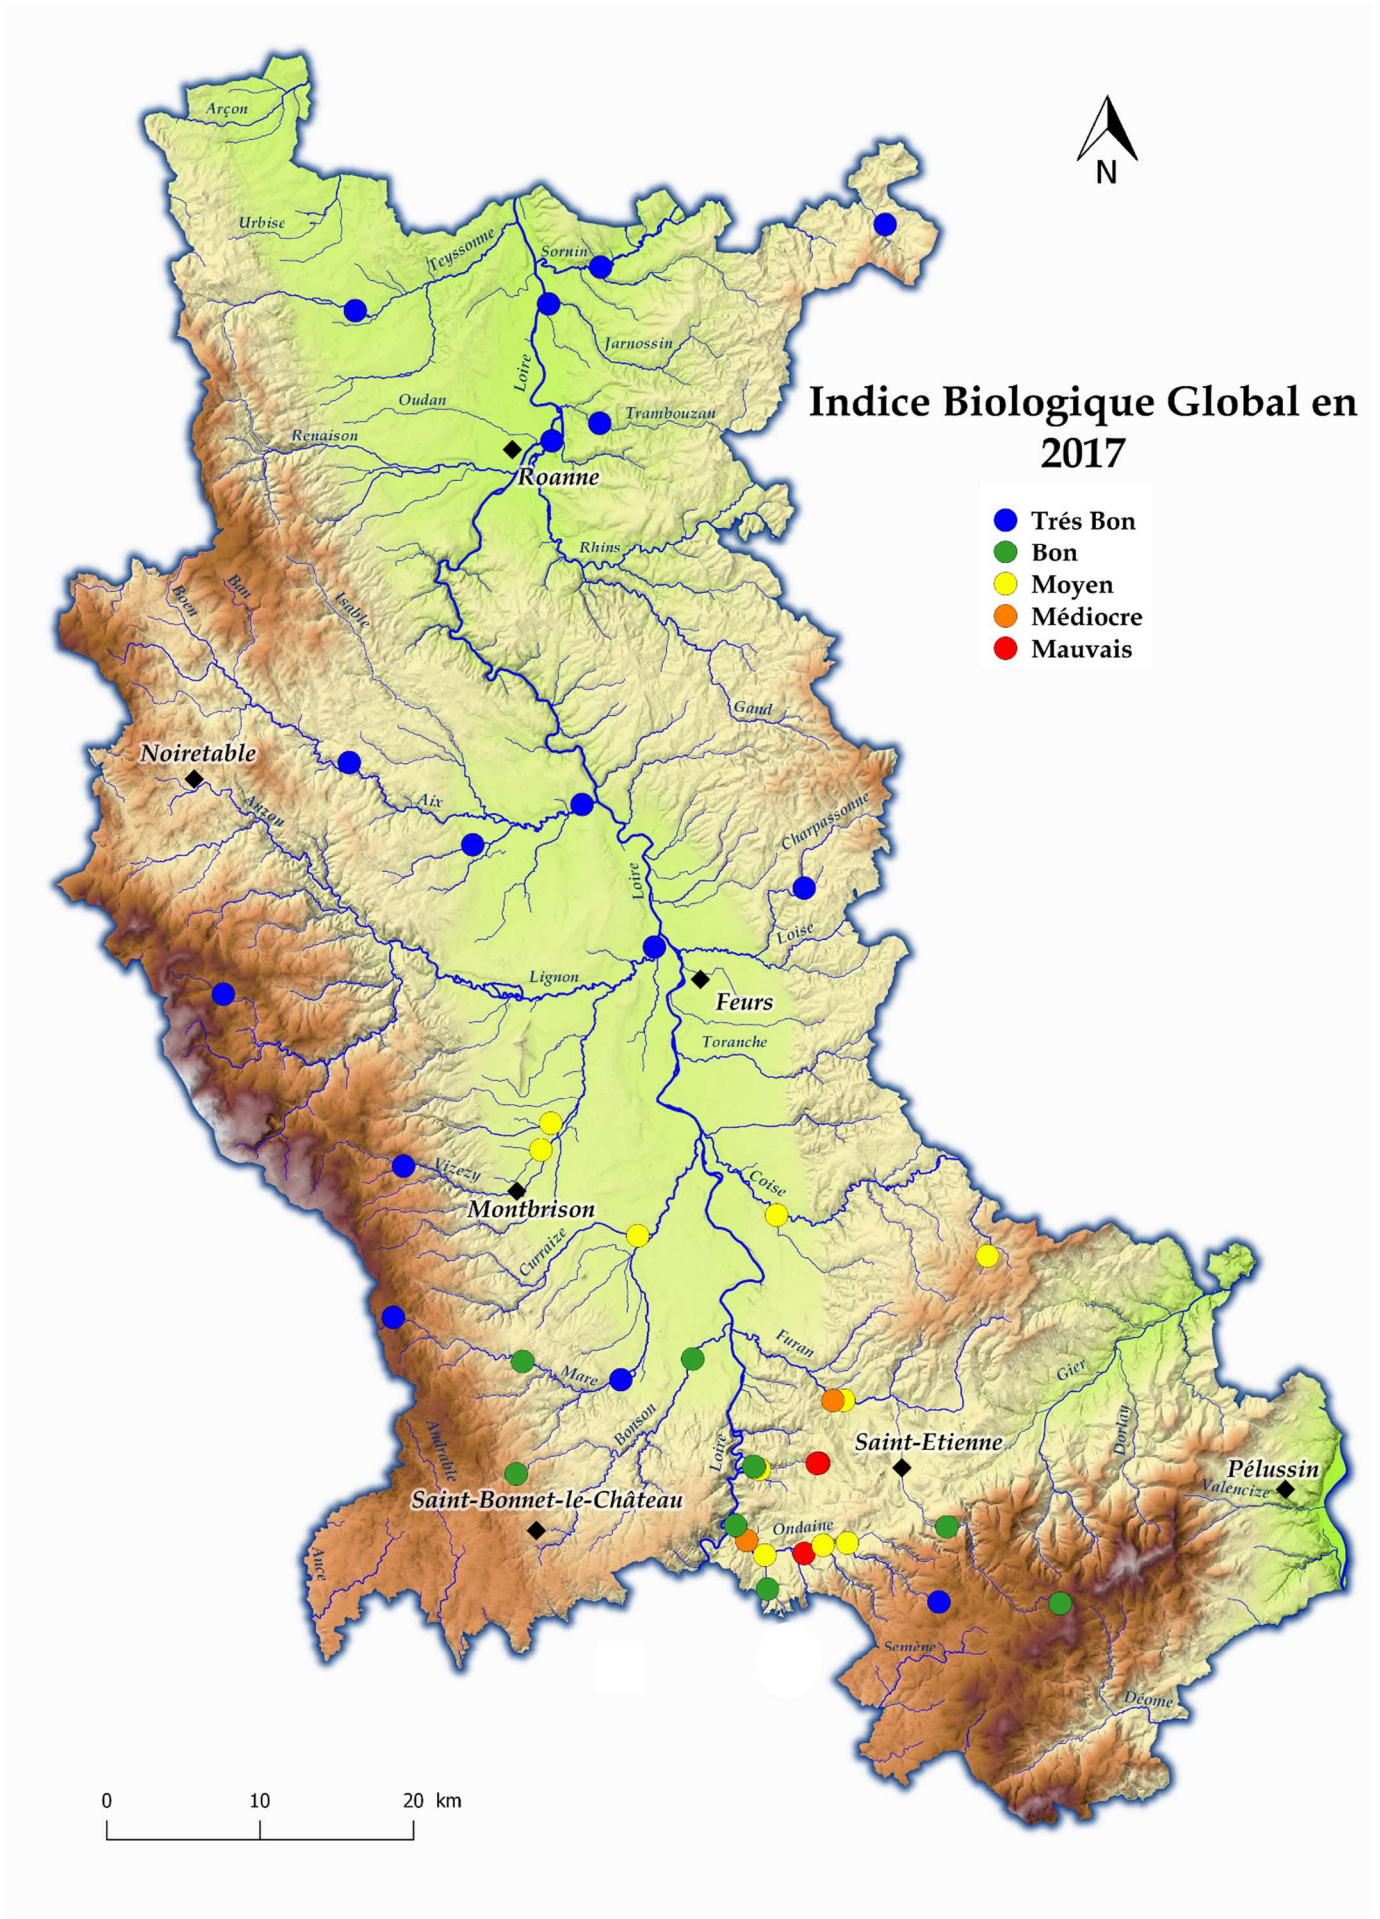 Arçon
N
Urbise
Teyssonne
Sornin
Jarnossin
Loire
Indice Biologique Global en
2017
Oudan
Trambouzan
Renaison
Roanne
Trés Bon
Bon
Moyen
Médiocre
Mauvais
Rhins
Boen
Ban
Isable
Gand
Noiretable
Anzon
Aix
Charpassonne
Loire
Loise
Lignon
Feurs
Toranche
Vizezy
Coise
Montbrison
Curraize
Furan
Mare
Gier
Bonson
Dorlay
Andrable
Loire
Saint-Etienne
Pélussin
Valencize
Saint-Bonnet-le-Château
Ondaine
Ance
Semène
Déome
0 10 20 km